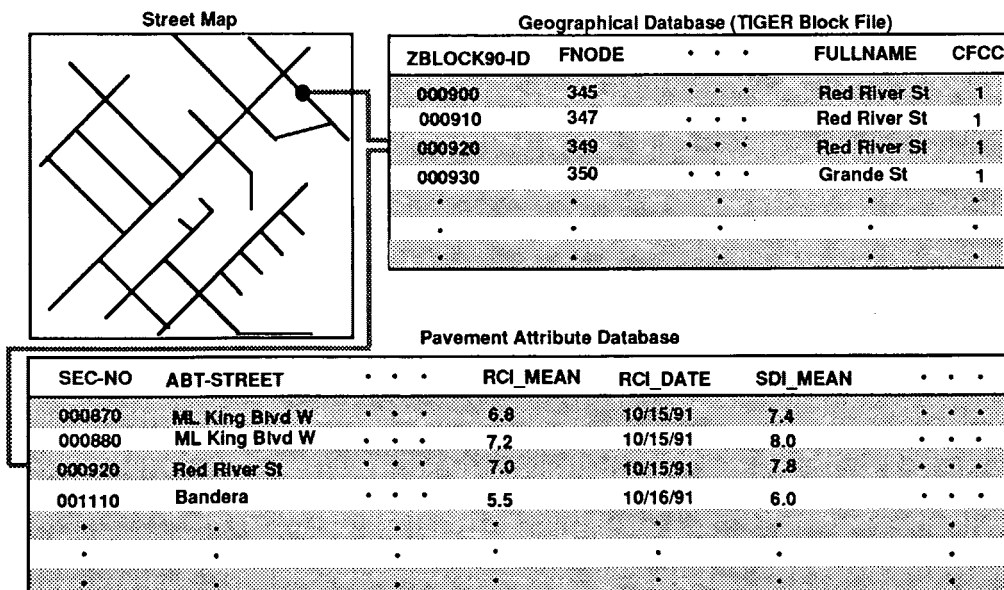 Street Map
Geographical Database (TIGER Block File)
ZBLOCK90-ID FNODE • • • FULLNAME CFCC
000900 345 • • • Red River St 1
000910 347 • • • Red River St 1
000920 349 • • • Red River St 1
000930 350 • • • Grande St 1
Pavement Attribute Database
SEC-NO ABT-STREET • • • RCI_MEAN RCI_DATE SDI_MEAN • • •
000870 ML King Blvd W • • • 6.8 10/15/91 7.4 • • •
000880 ML King Blvd W • • • 7.2 10/15/91 8.0 • • •
000920 Red River St • • • 7.0 10/15/91 7.8 • • •
001110 Bandera • • • 5.5 10/16/91 6.0 • • •